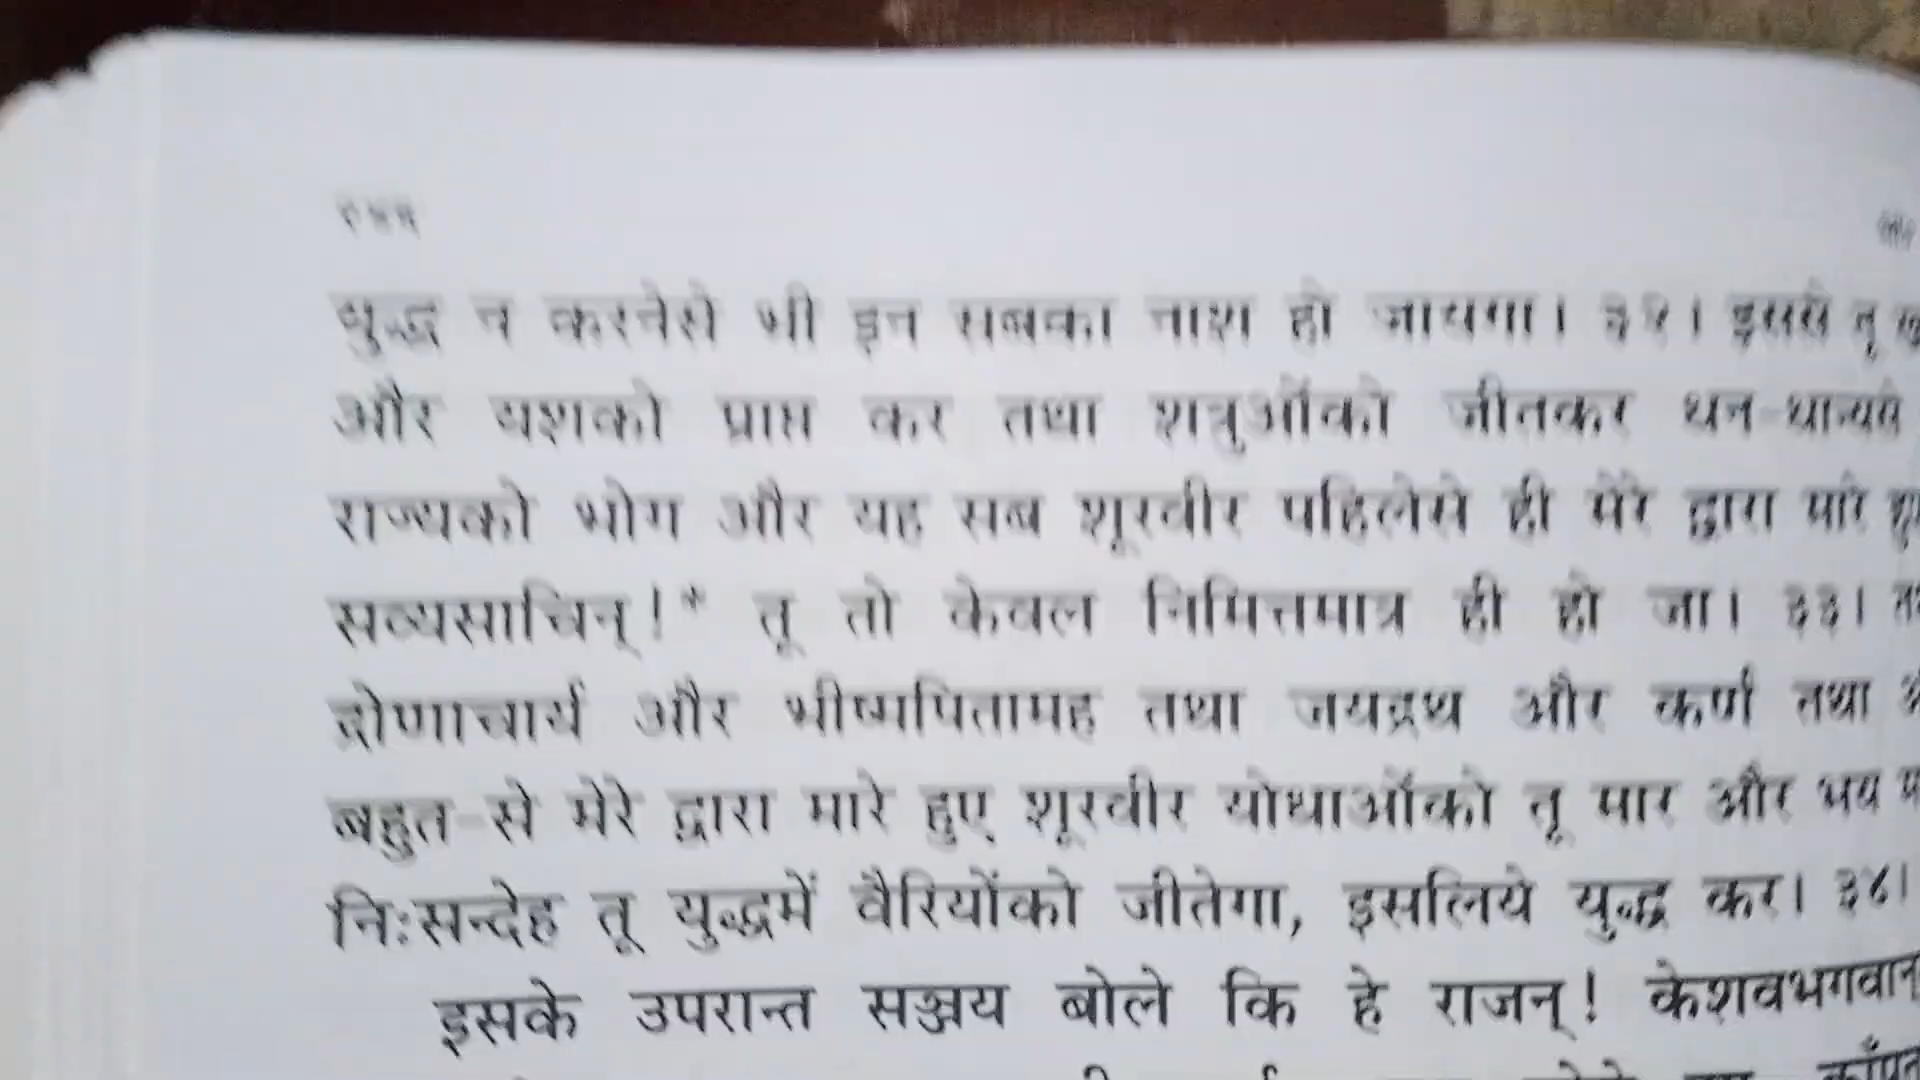 युद्ध न करनेसे भी इन सबका नाश हो जायगा। ३२। इससे तू
और यशको प्राप्त कर तथा शत्रुओंको जीतकर धन-धान्यसे
राज्यको भोग और यह सब शूरवीर पहिलेसे ही मेरे द्वारा मारे
सव्यसाचिन्!* तू तो केवल निमित्तमात्र ही हो जा। ३३।
द्रोणाचार्य और भीष्मपितामह तथा जयद्रथ और कर्ण तथा
बहुत-से मेरे द्वारा मारे हुए शूरवीर योधाओंको तू मार और भय
निःसन्देह तू युद्धमें वैरियोंको जीतेगा, इसलिये युद्ध कर। ३४।
इसके उपरान्त सञ्जय बोले कि हे राजन्! केशवभगवान